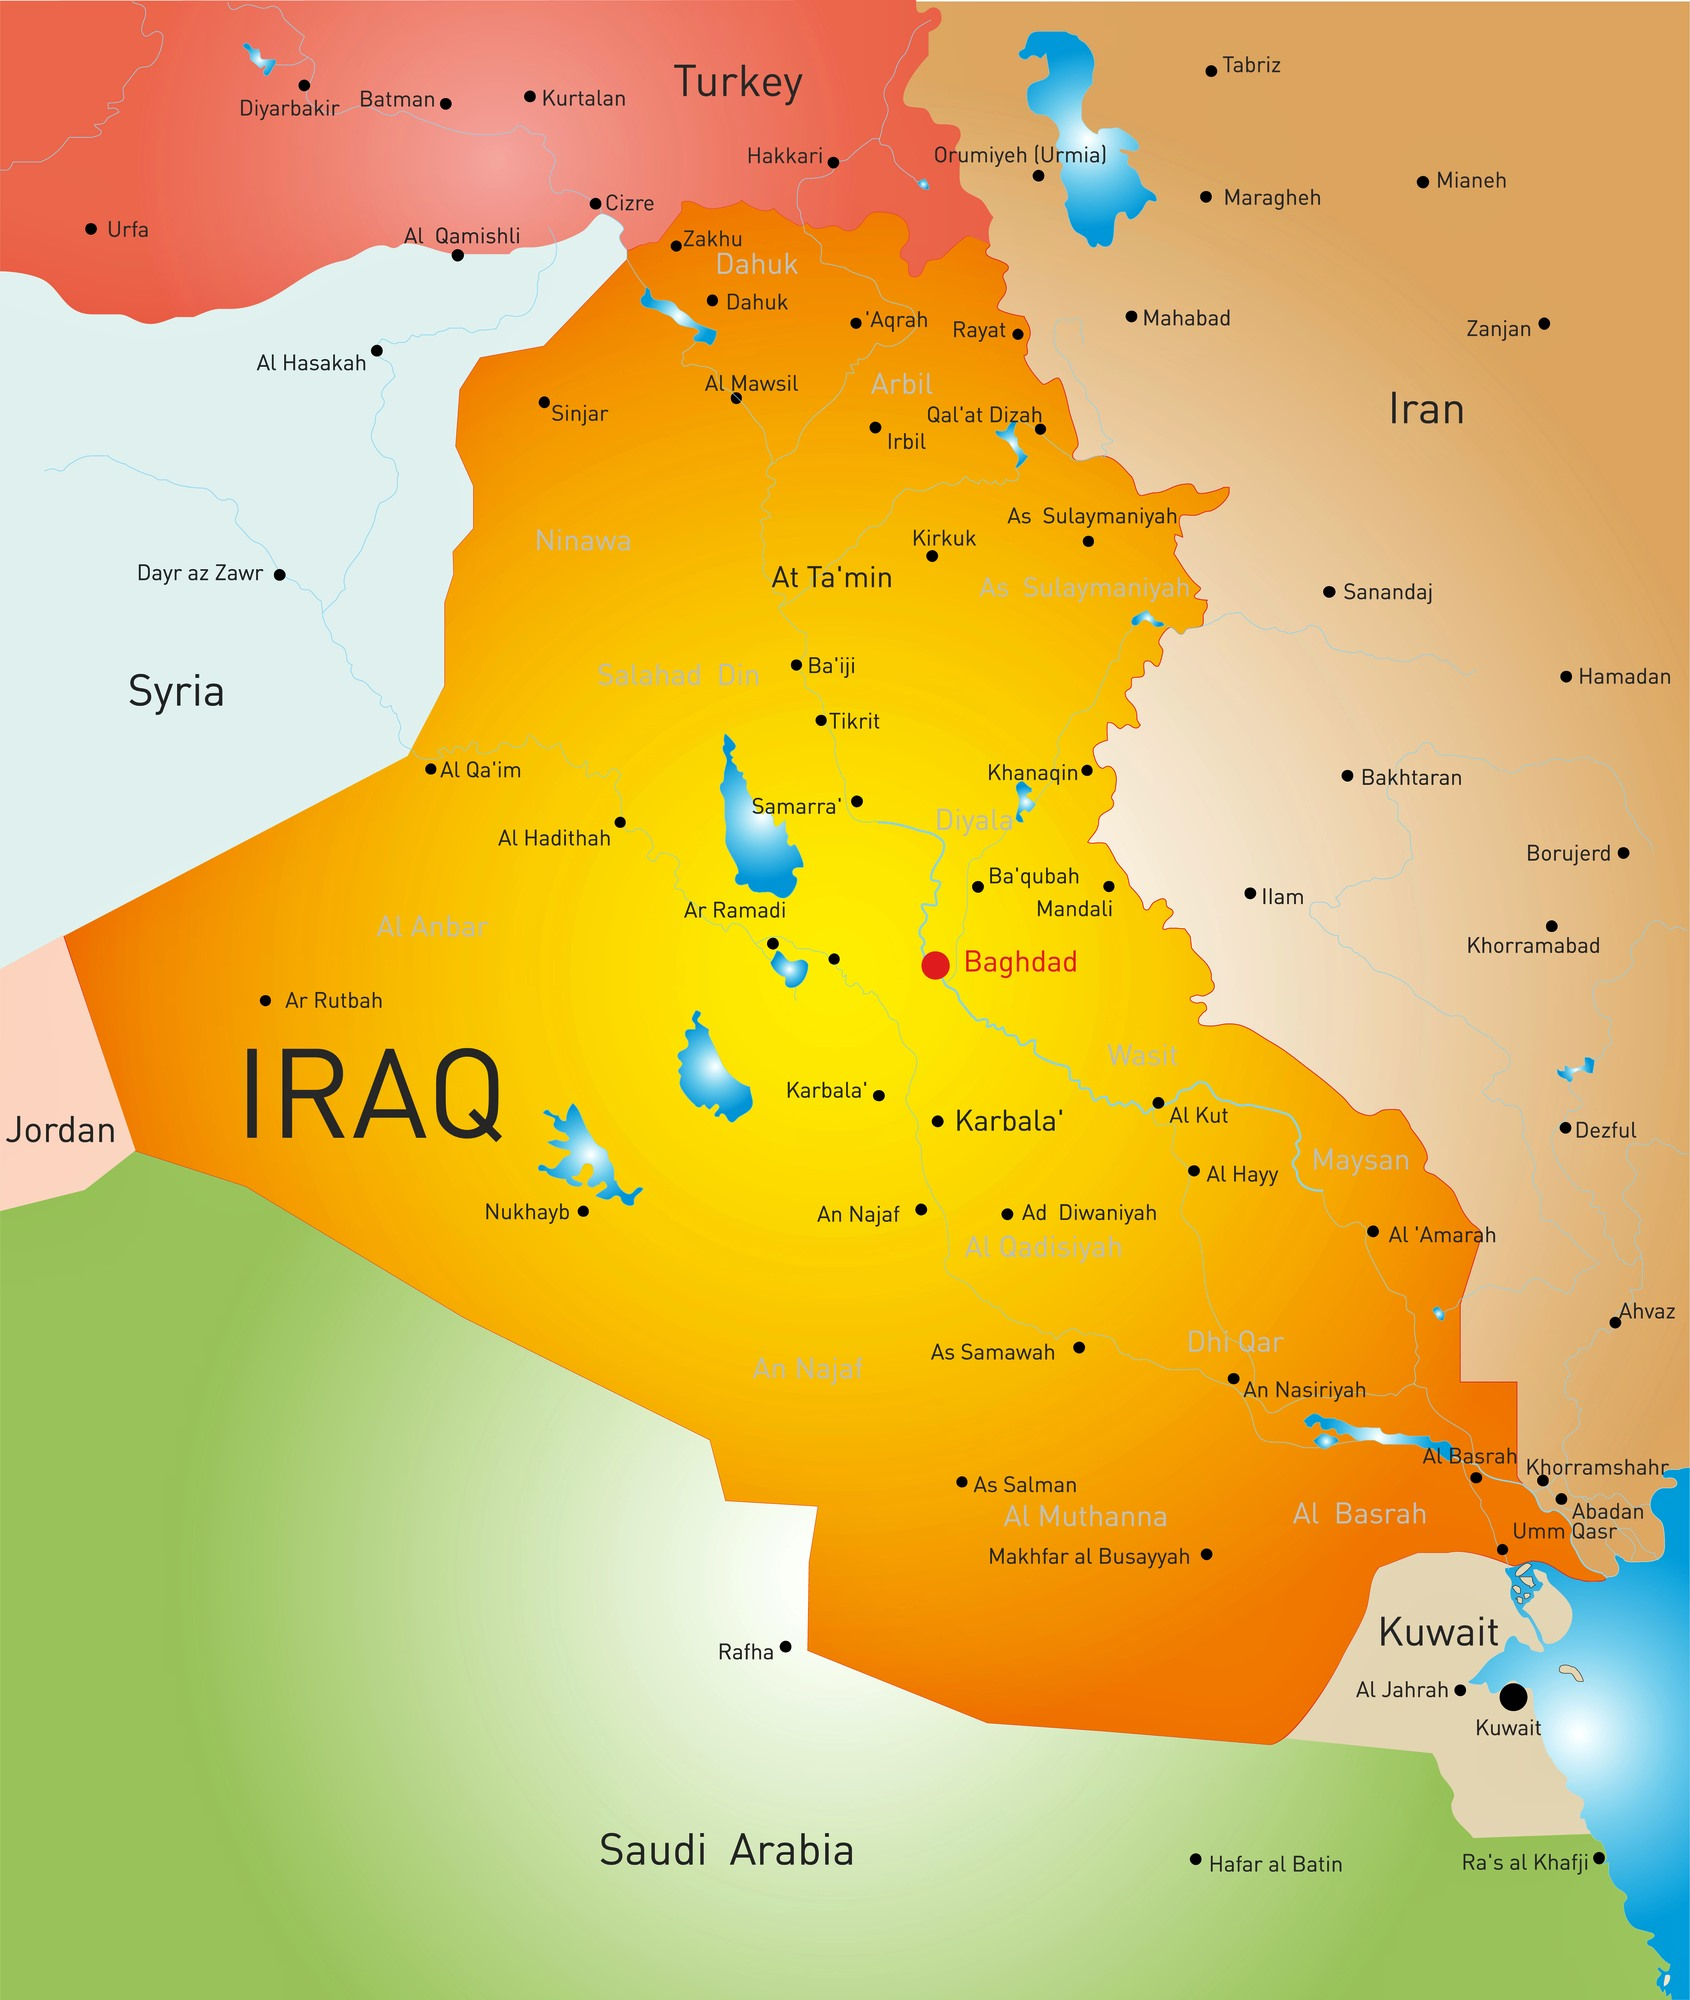 Turkey
Tabriz
Diyarbakir
Batman
Kurtalan
Hakkari
Orumiyeh (Urmia)
Mianeh
Maragheh
Cizre
Urfa
Al Qamishli
Zakhu
Dahuk
Dahuk
'Aqrah
Rayat
Mahabad
Zanjan
Al Hasakah
Al Mawsil
Arbil
Iran
Sinjar
Qal'at Dizah
Irbil
As Sulaymaniyah
Ninawa
Kirkuk
Dayr az Zawr
At Ta'min
As Sulaymaniyah
Sanandaj
Syria
Salahad Din
Ba'iji
Hamadan
Tikrit
Al Qa'im
Khanaqin
Bakhtaran
Samarra'
Diyala
Al Hadithah
Borujerd
Ba'qubah
Ilam
Ar Ramadi
Mandali
Al Anbar
Khorramabad
Baghdad
Ar Rutbah
IRAQ
Wasit
Karbala'
Karbala'
Al Kut
Jordan
Dezful
Maysan
Al Hayy
Nukhayb
An Najaf
Ad Diwaniyah
Al 'Amarah
Al Qadisiyah
Ahvaz
Dhi Qar
As Samawah
An Najaf
An Nasiriyah
Al Basrah
Khorramshahr
As Salman
Abadan
Al Muthanna
Al Basrah
Umm Qasr
Makhfar al Busayyah
Kuwait
Rafha
Al Jahrah
Kuwait
Saudi Arabia
Hafar al Batin
Ra's al Khafji